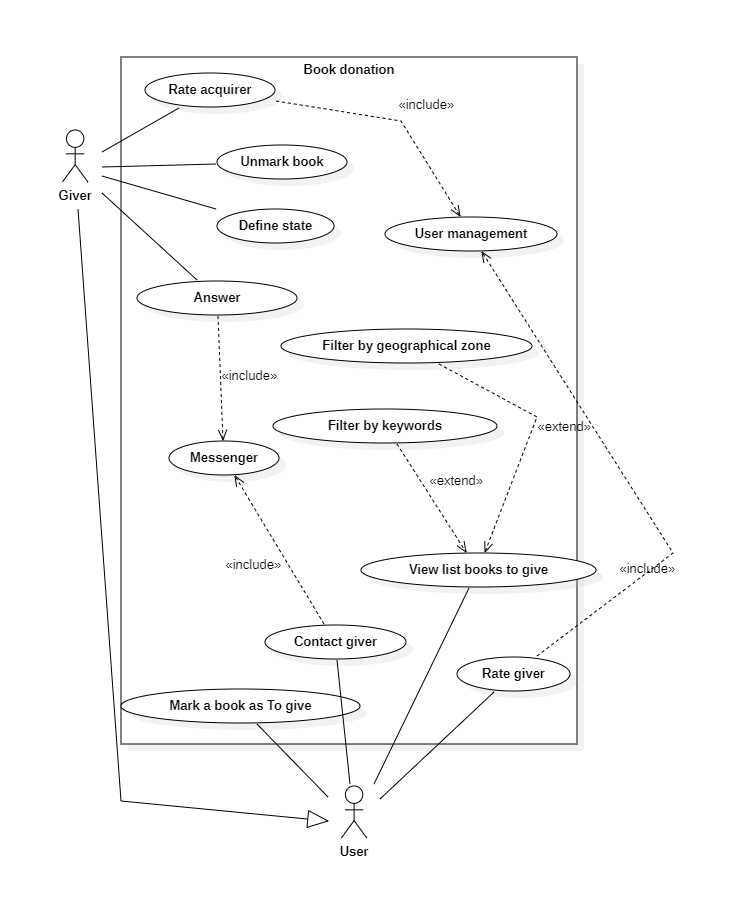 Book donation
Rate acquirer
«include»
Unmark book
Giver
Define state
User management
Answer
Filter by geographical zone
«include»
Filter by keywords
«extend»
Messenger
«extend»
«include»
View list books to give
«include»
Contact giver
Rate giver
Mark a book as To give
User